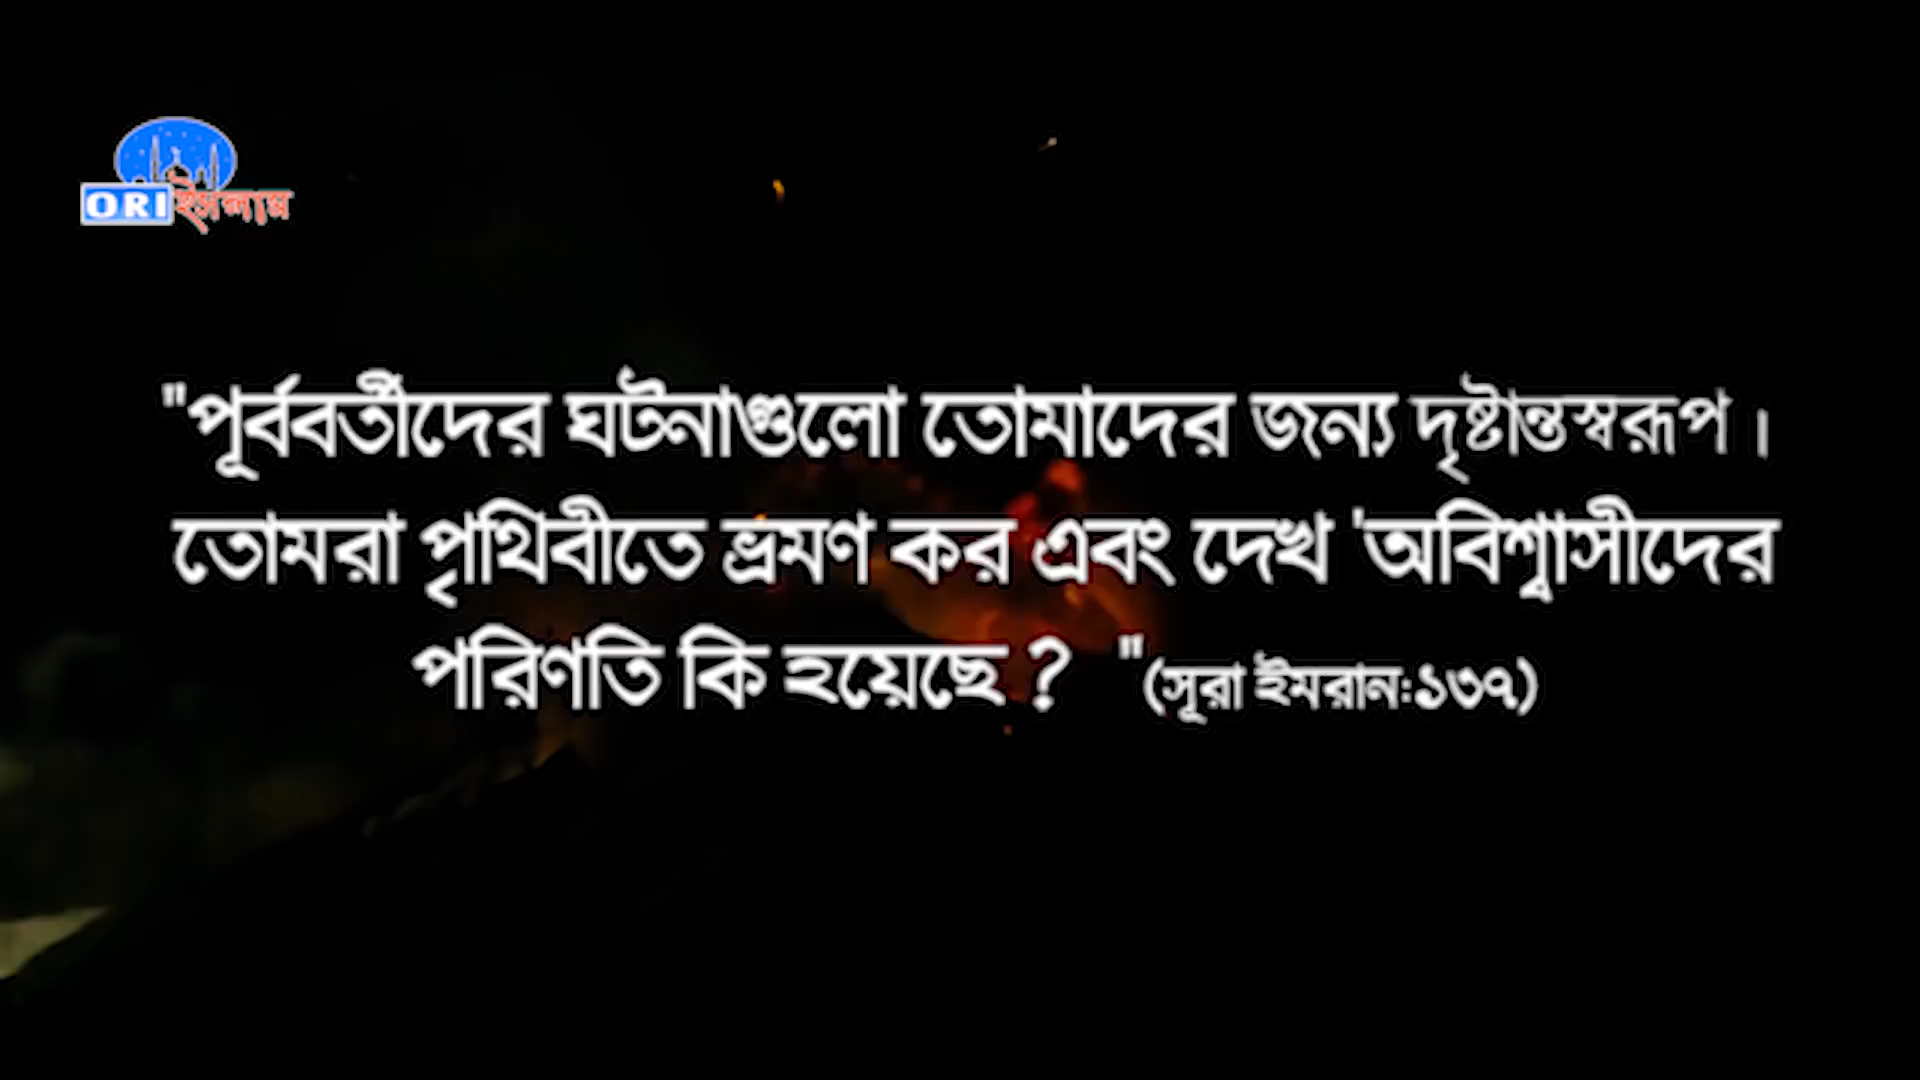 ORI ইসলাম
"পূর্ববর্তীদের ঘটনাগুলো তোমাদের জন্য দৃষ্টান্তস্বরূপ।
তোমরা পৃথিবীতে ভ্রমণ কর এবং দেখ 'অবিশ্বাসীদের
পরিণতি কি হয়েছে ? "(সূরা ইমরান:১৩৭)